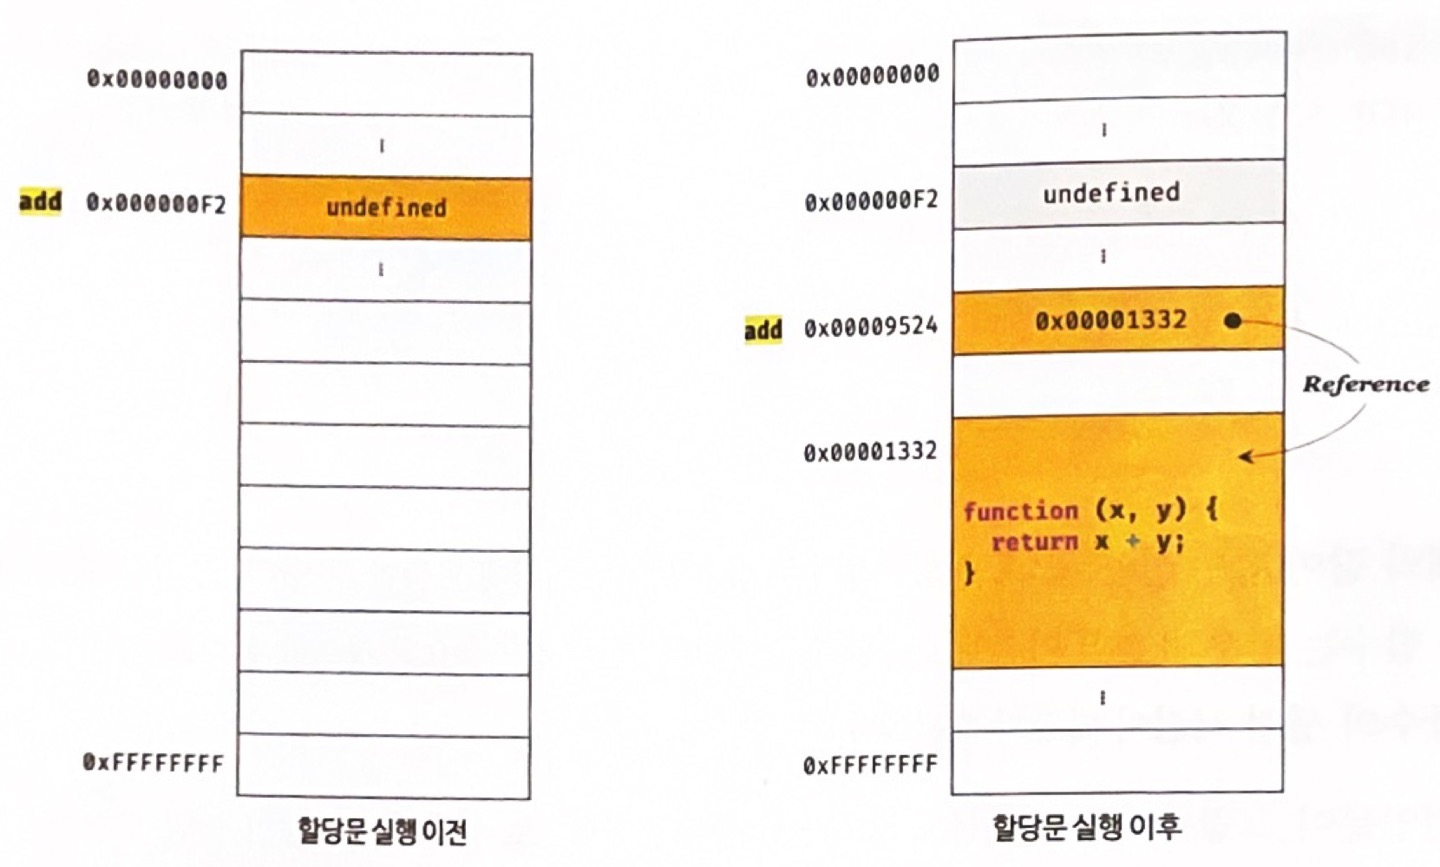 0x00000000
⁞
add 0x000000F2 undefined
⁞
0xFFFFFFFF
할당문 실행 이전
0x00000000
⁞
0x000000F2 undefined
⁞
add 0x00009524 0x00001332
Reference
0x00001332
function (x, y) {
return x + y;
}
⁞
0xFFFFFFFF
할당문 실행 이후